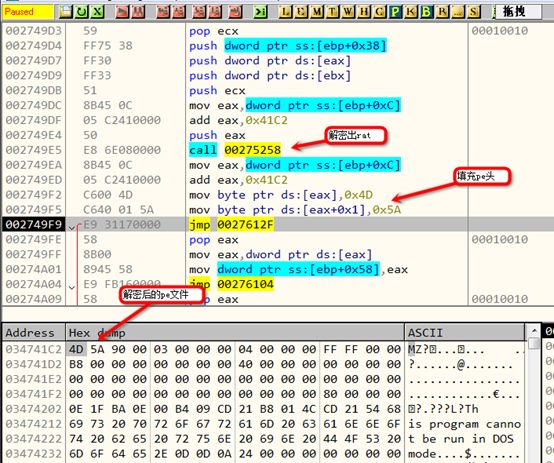 Paused L E M T W H C P K B R ... S 拖拽
002749D3 59 pop ecx 00010010
002749D4 FF75 38 push dword ptr ss:[ebp+0x38]
002749D7 FF30 push dword ptr ds:[eax]
002749D9 FF33 push dword ptr ds:[ebx]
002749DB 51 push ecx
002749DC 8B45 0C mov eax,dword ptr ss:[ebp+0xC]
002749DF 05 C2410000 add eax,0x41C2
002749E4 50 push eax
解密出rat
002749E5 E8 6E080000 call 00275258
002749EA 8B45 0C mov eax,dword ptr ss:[ebp+0xC]
002749ED 05 C2410000 add eax,0x41C2
填充pe头
002749F2 C600 4D mov byte ptr ds:[eax],0x4D
002749F5 C640 01 5A mov byte ptr ds:[eax+0x1],0x5A
002749F9 E9 31170000 jmp 0027612F
002749FE 58 pop eax 00010010
002749FF 8B00 mov eax,dword ptr ds:[eax]
00274A01 8945 58 mov dword ptr ss:[ebp+0x58],eax
00274A04 E9 FB160000 jmp 00276104
00274A09 58 pop eax 00010010
解密后的pe文件
Address Hex dump ASCII
034741C2 4D 5A 90 00 03 00 00 00 04 00 00 00 FF FF 00 00
034741D2 B8 00 00 00 00 00 00 00 40 00 00 00 00 00 00 00 ?.......@.......
034741E2 00 00 00 00 00 00 00 00 00 00 00 00 00 00 00 00 ................
034741F2 00 00 00 00 00 00 00 00 00 00 00 00 80 00 00 00 ............€...
03474202 0E 1F BA 0E 00 B4 09 CD 21 B8 01 4C CD 21 54 68
03474212 69 73 20 70 72 6F 67 72 61 6D 20 63 61 6E 6E 6F is program canno
03474222 74 20 62 65 20 72 75 6E 20 69 6E 20 44 4F 53 20 t be run in DOS
03474232 6D 6F 64 65 2E 0D 0D 0A 24 00 00 00 00 00 00 00 mode....$.......